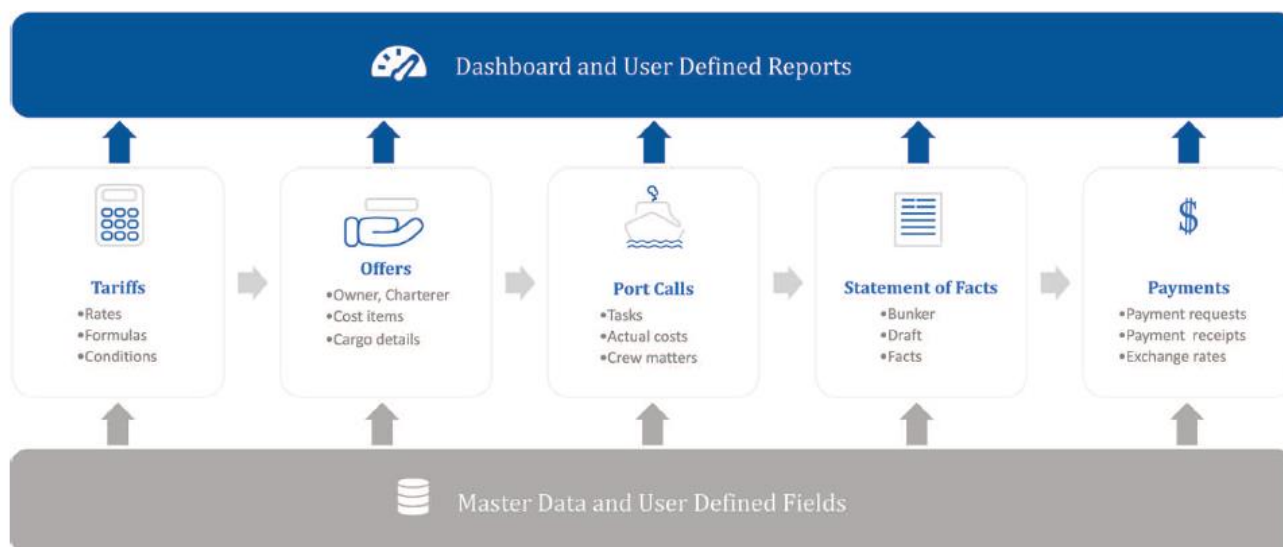 Dashboard and User Defined Reports
Tariffs
•Rates
•Formulas
•Conditions
Offers
•Owner, Charterer
•Cost items
•Cargo details
Port Calls
•Tasks
•Actual costs
•Crew matters
Statement of Facts
•Bunker
•Draft
•Facts
$
Payments
•Payment requests
•Payment receipts
•Exchange rates
Master Data and User Defined Fields